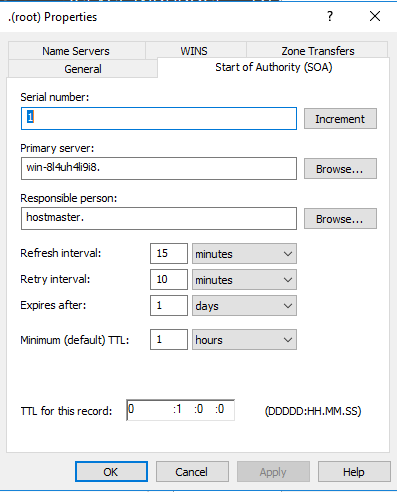 .(root) Properties
Name Servers WINS Zone Transfers
General Start of Authority (SOA)
Serial number:
1 Increment
Primary server:
win-8l4uh4li9i8. Browse...
Responsible person:
hostmaster. Browse...
Refresh interval: 15 minutes
Retry interval: 10 minutes
Expires after: 1 days
Minimum (default) TTL: 1 hours
TTL for this record: 0 :1 :0 :0 (DDDDD:HH.MM.SS)
OK Cancel Apply Help